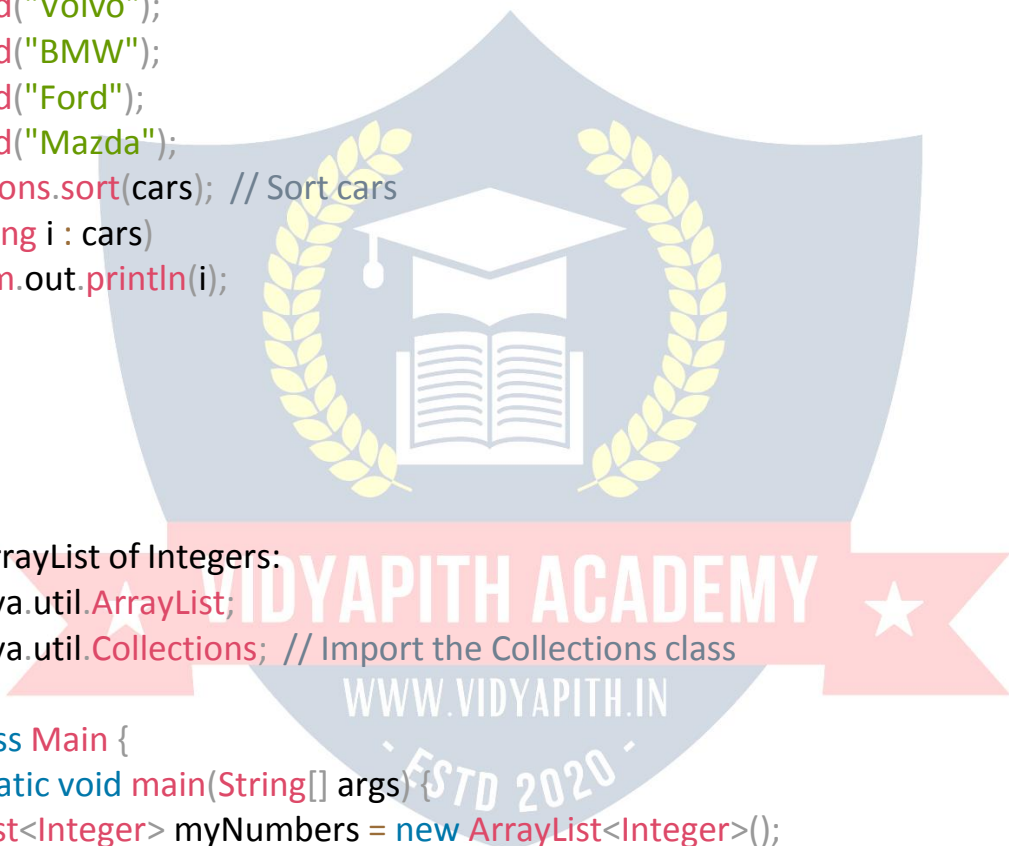 d("Volvo");
d("BMW");
d("Ford");
d("Mazda");
ons.sort(cars); // Sort cars
ng i : cars)
m.out.println(i);
rrayList of Integers:
va.util.ArrayList;
va.util.Collections; // Import the Collections class
ss Main {
atic void main(String[] args) {
st<Integer> myNumbers = new ArrayList<Integer>();
VIDYAPITH ACADEMY
WWW.VIDYAPITH.IN
- ESTD 2020 -